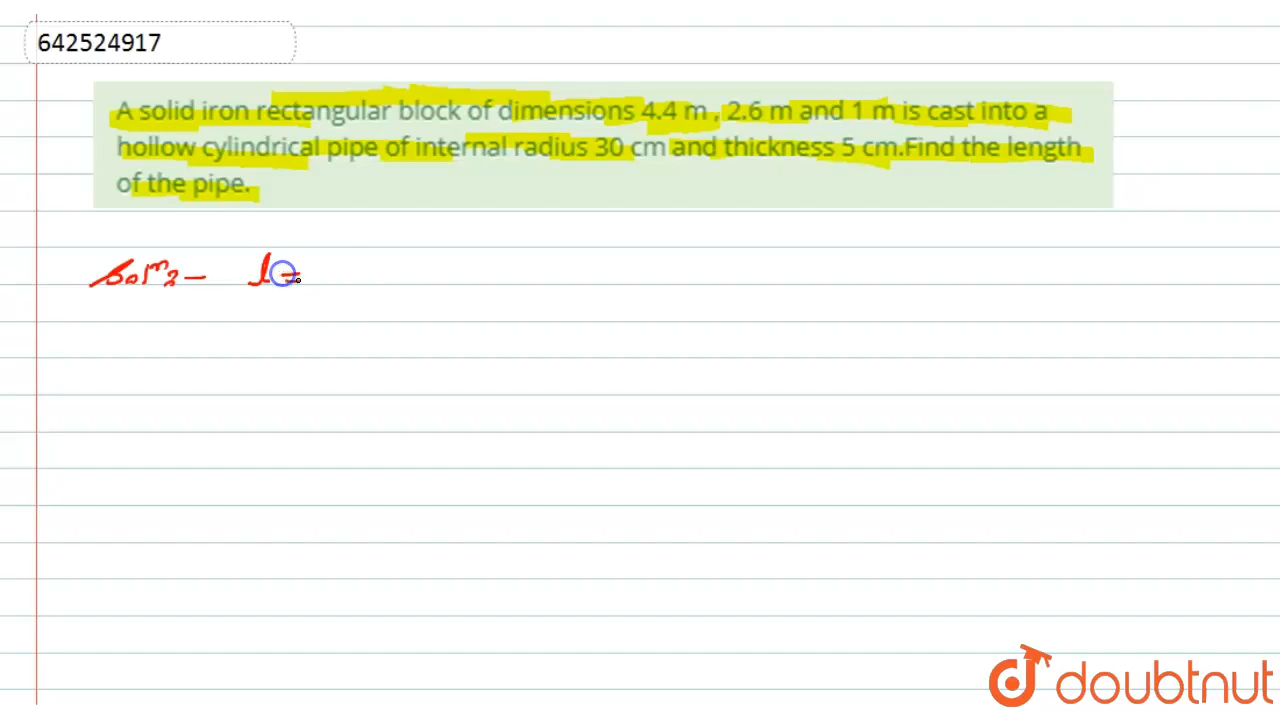 642524917
A solid iron rectangular block of dimensions 4.4 m , 2.6 m and 1 m is cast into a
hollow cylindrical pipe of internal radius 30 cm and thickness 5 cm.Find the length
of the pipe.
Solⁿ:- l =
doubtnut